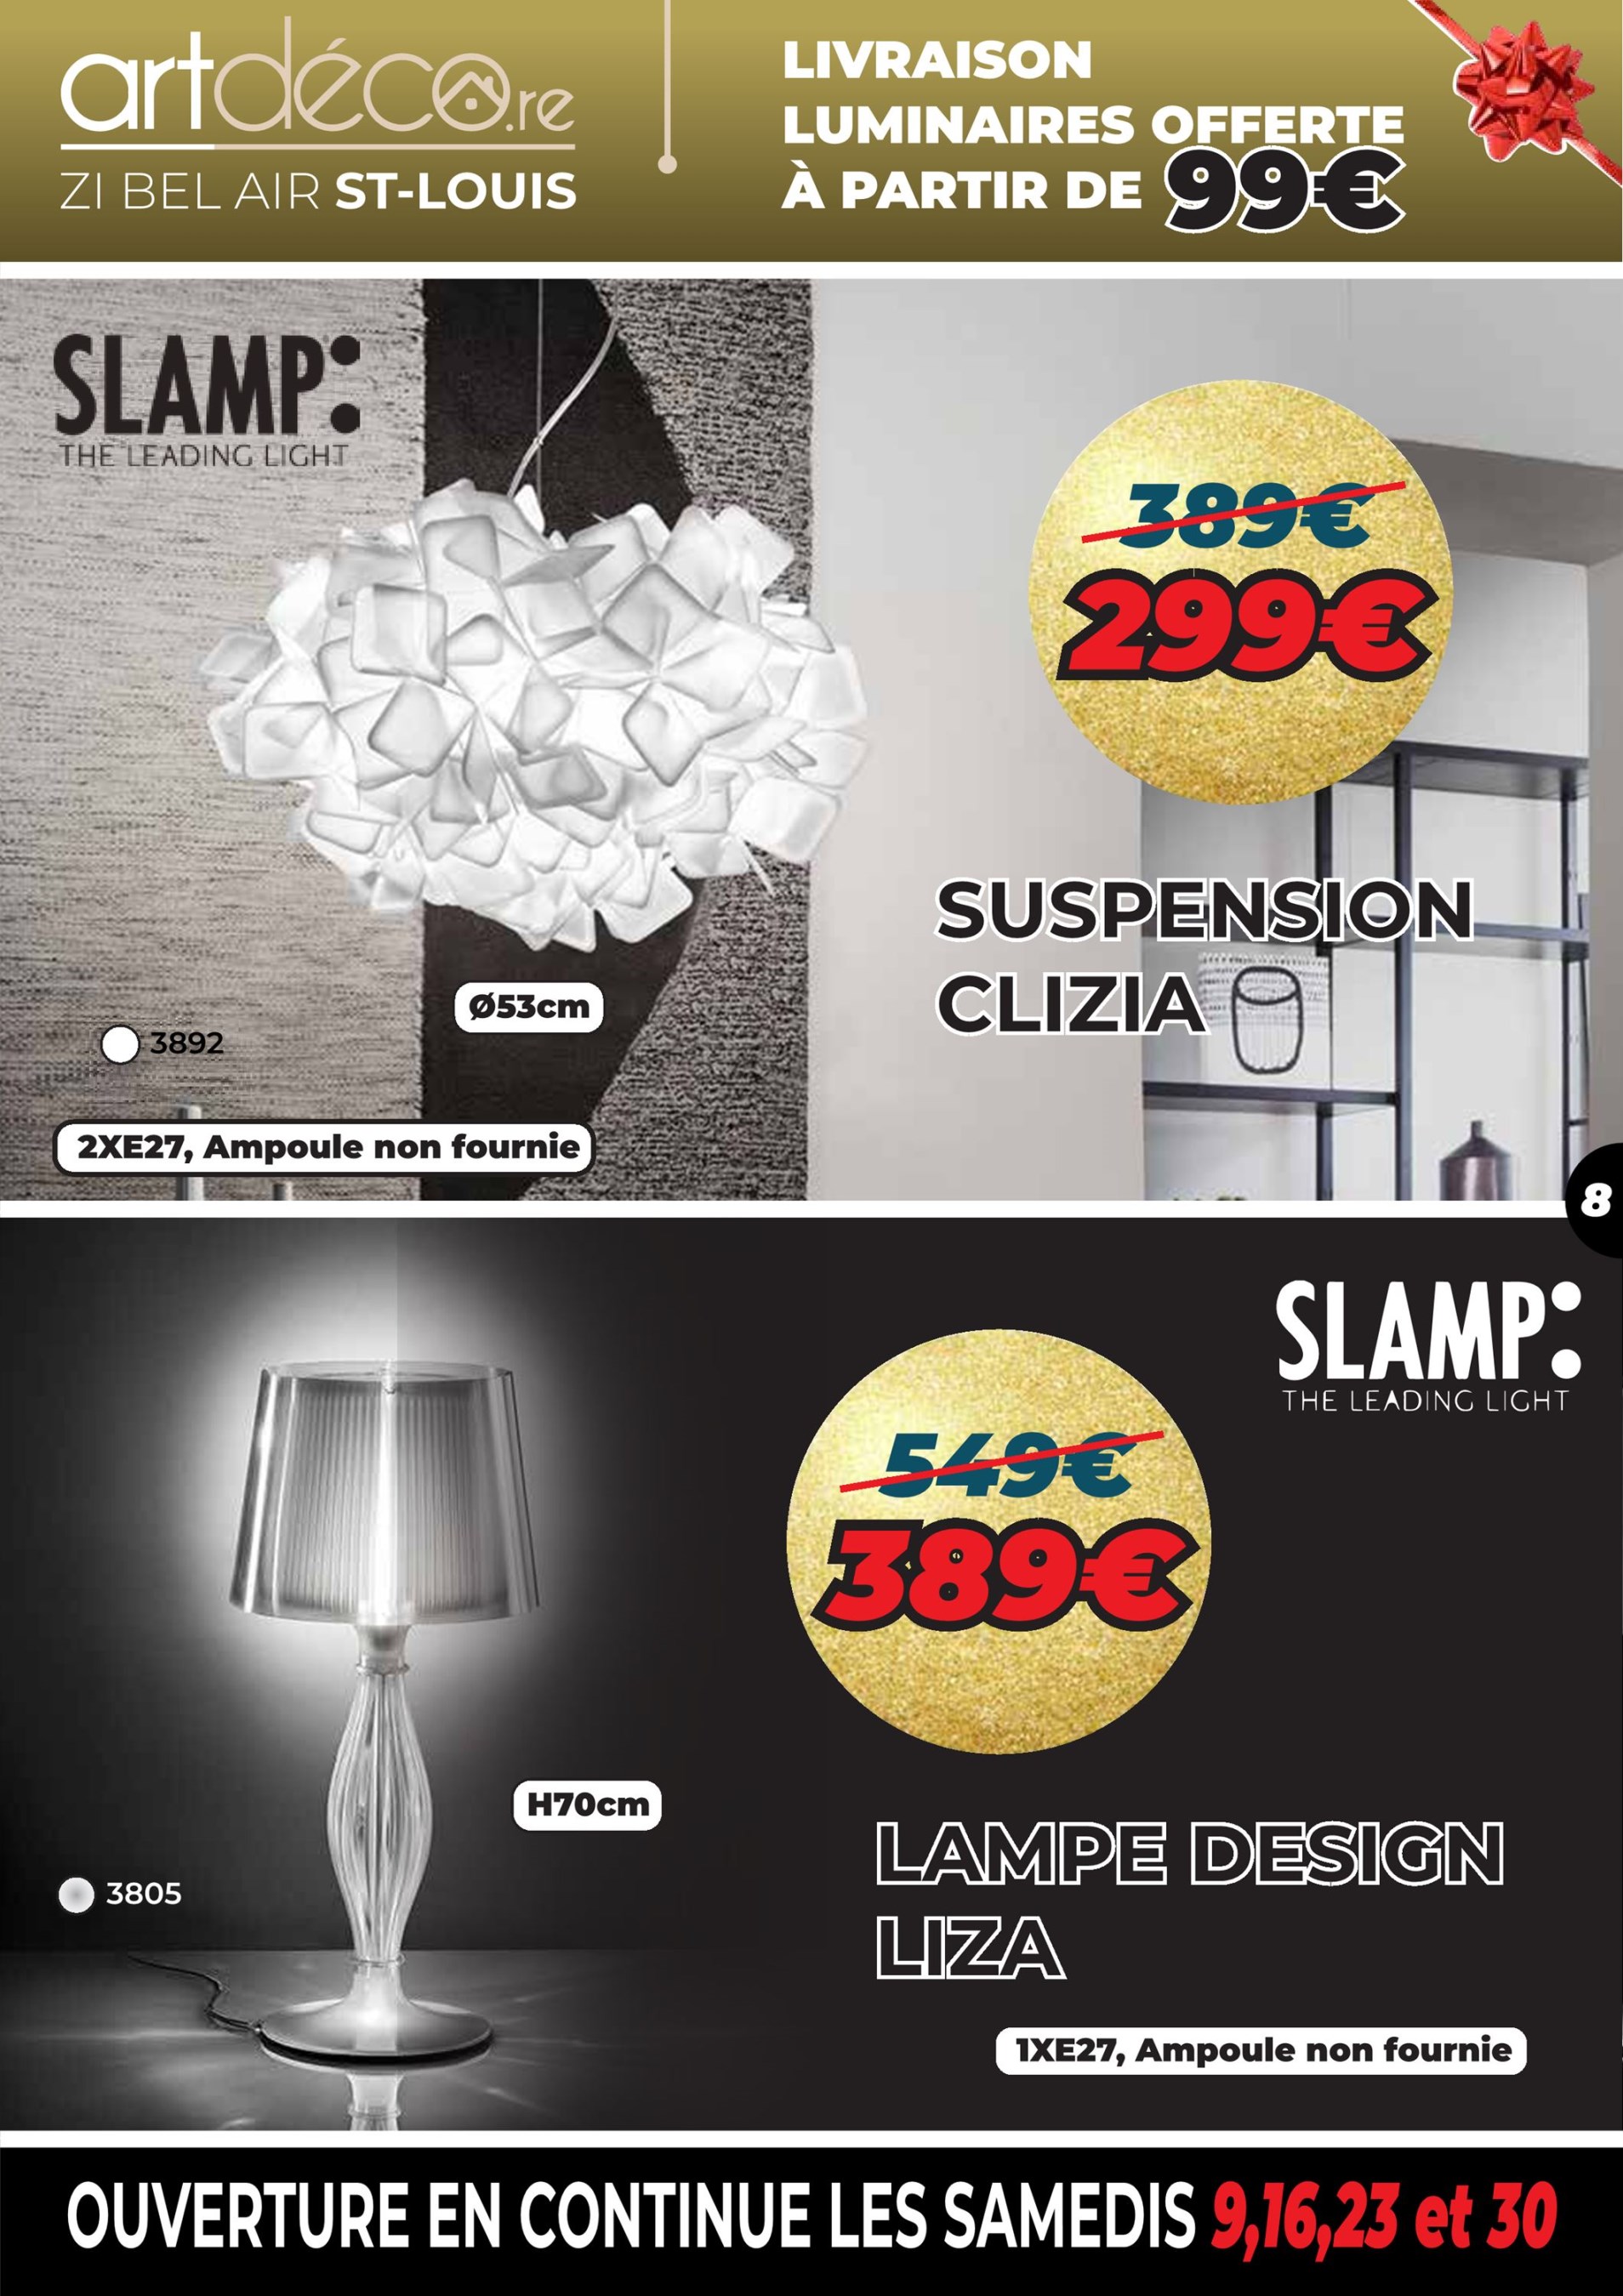 artdéco.re
ZI BEL AIR ST-LOUIS
LIVRAISON
LUMINAIRES OFFERTE
À PARTIR DE 99€
SLAMP:
THE LEADING LIGHT
389€
299€
SUSPENSION
CLIZIA
Ø53cm
3892
2XE27, Ampoule non fournie
8
SLAMP:
THE LEADING LIGHT
549€
389€
H70cm
LAMPE DESIGN
LIZA
3805
1XE27, Ampoule non fournie
OUVERTURE EN CONTINUE LES SAMEDIS 9,16,23 et 30